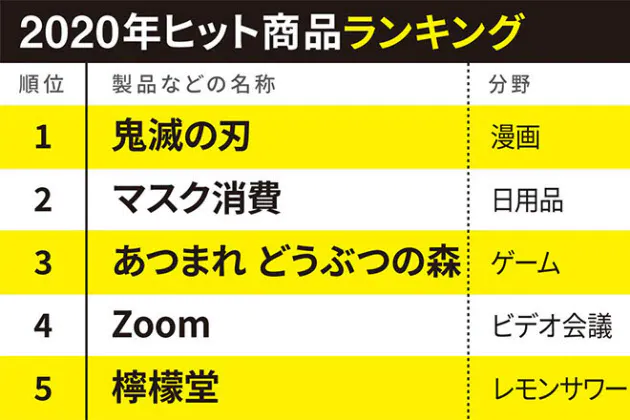 2020年ヒット商品ランキング
順位 製品などの名称 分野
1 鬼滅の刃 漫画
2 マスク消費 日用品
3 あつまれ どうぶつの森 ゲーム
4 Zoom ビデオ会議
5 檸檬堂 レモンサワー